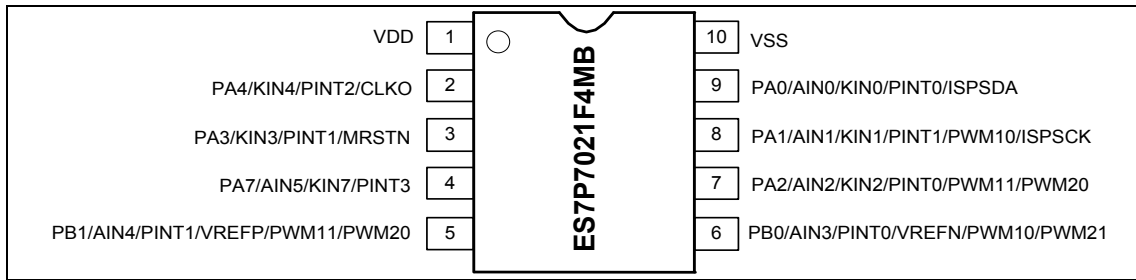 VDD 1 10 VSS
PA4/KIN4/PINT2/CLKO 2 9 PA0/AIN0/KIN0/PINT0/ISPSDA
PA3/KIN3/PINT1/MRSTN 3 8 PA1/AIN1/KIN1/PINT1/PWM10/ISPSCK
PA7/AIN5/KIN7/PINT3 4 7 PA2/AIN2/KIN2/PINT0/PWM11/PWM20
PB1/AIN4/PINT1/VREFP/PWM11/PWM20 5 6 PB0/AIN3/PINT0/VREFN/PWM10/PWM21
ES7P7021F4MB